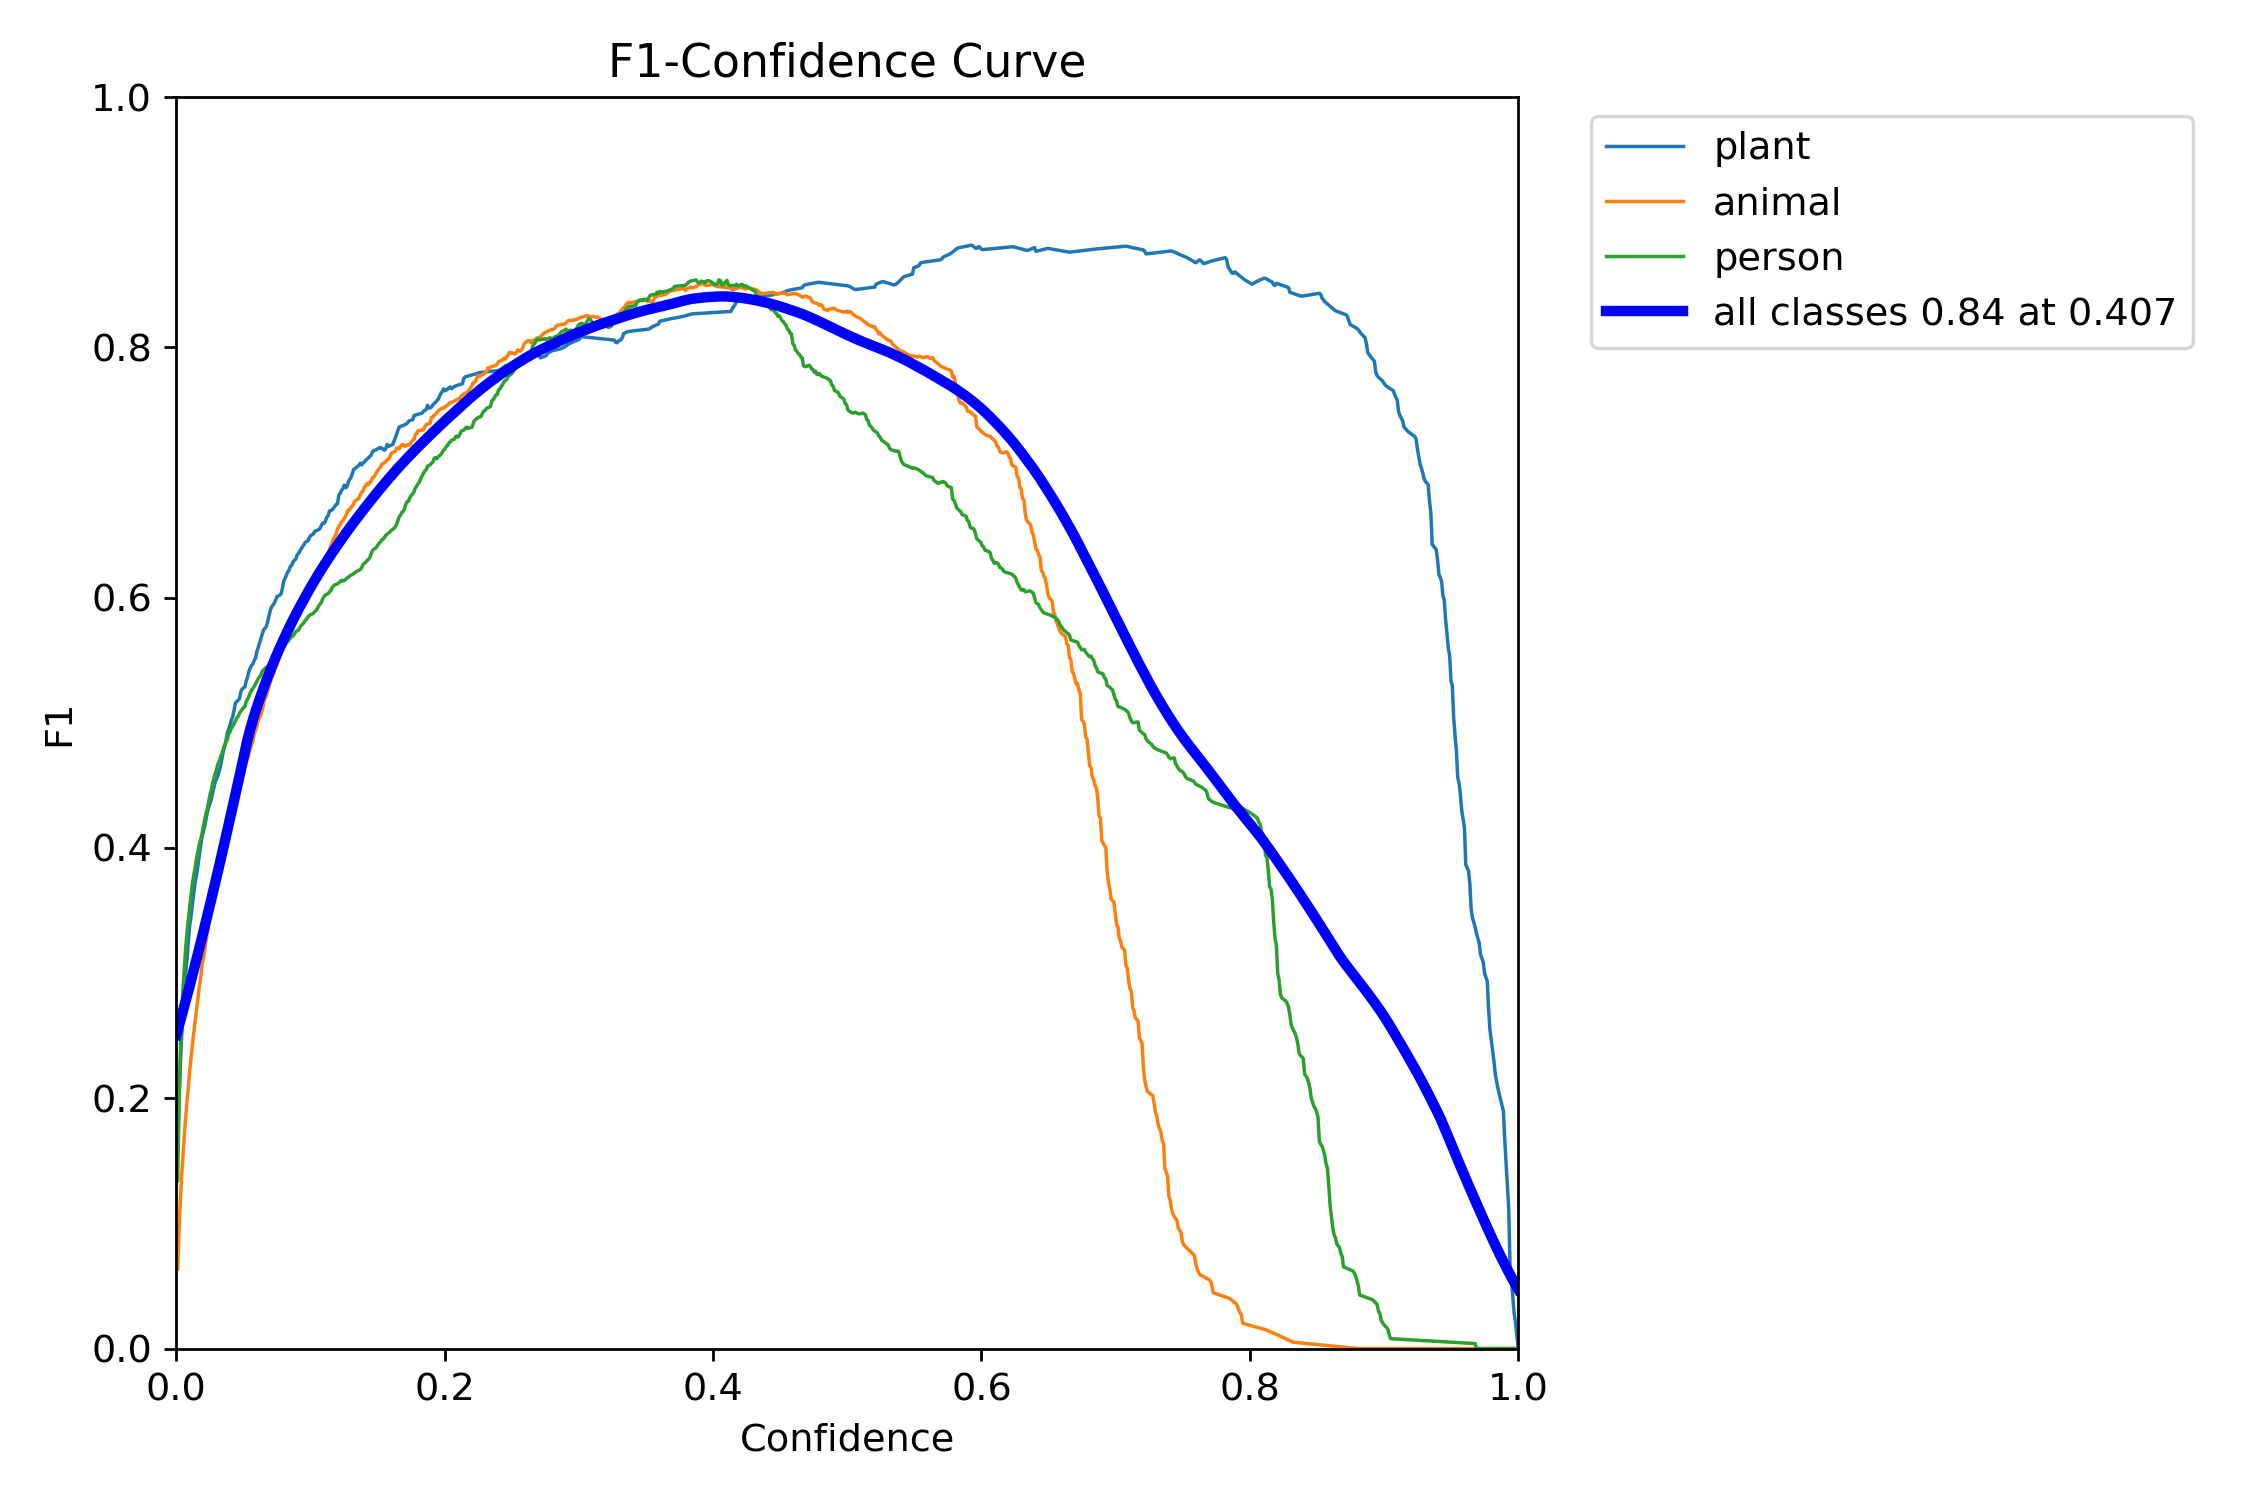 F1-Confidence Curve
1.0
0.8
0.6
0.4
0.2
0.0
F1
0.0 0.2 0.4 0.6 0.8 1.0
Confidence
plant
animal
person
all classes 0.84 at 0.407